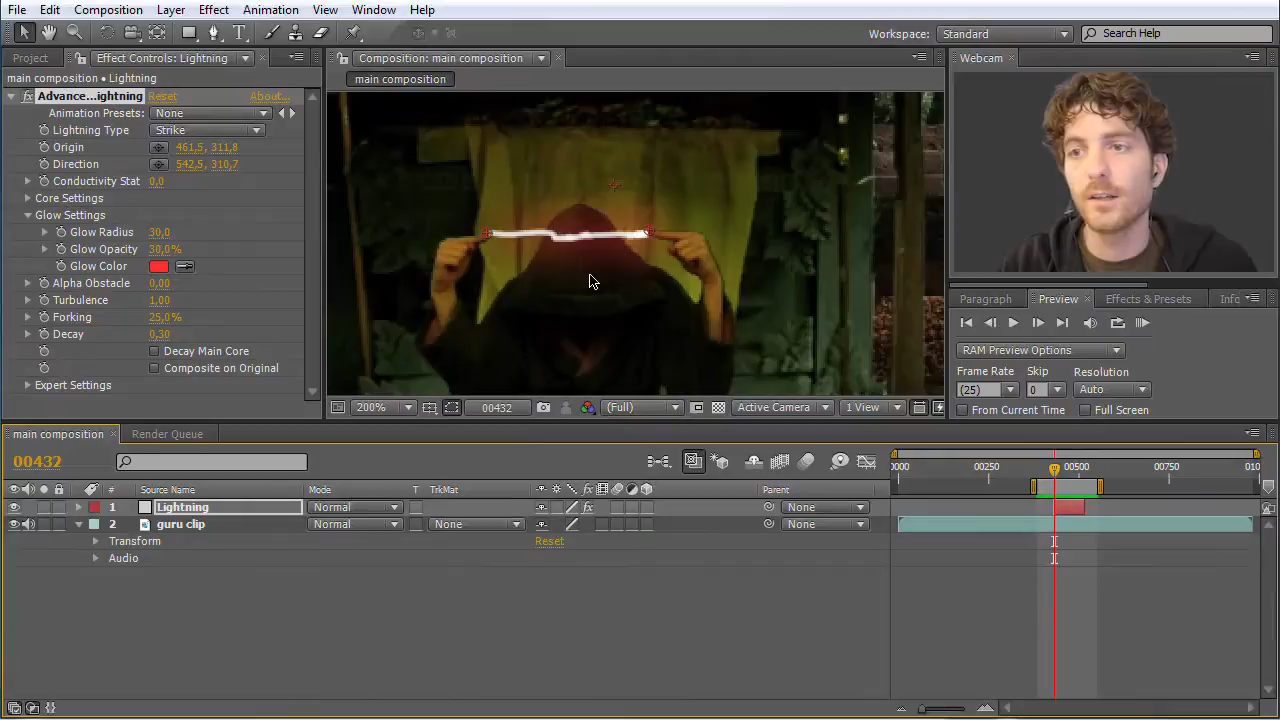 File Edit Composition Layer Effect Animation View Window Help
Workspace: Standard Search Help
Project Effect Controls: Lightning Composition: main composition Webcam
main composition • Lightning main composition
Advance...ightning Reset About...
Animation Presets: None
Lightning Type Strike
Origin 461,5, 311,8
Direction 542,5, 310,7
Conductivity Stat 0,0
Core Settings
Glow Settings
Glow Radius 30,0
Glow Opacity 30,0%
Glow Color
Alpha Obstacle 0,00
Turbulence 1,00
Forking 25,0%
Decay 0,30
Decay Main Core
Composite on Original
Expert Settings
200% 00432 (Full) Active Camera 1 View
Paragraph Preview Effects & Presets Info
RAM Preview Options
Frame Rate Skip Resolution
(25) 0 Auto
From Current Time Full Screen
main composition Render Queue
00432
0000 00250 00500 00750 010
# Source Name Mode T TrkMat fx Parent
1 Lightning Normal fx None
2 guru clip Normal None None
Transform Reset
Audio